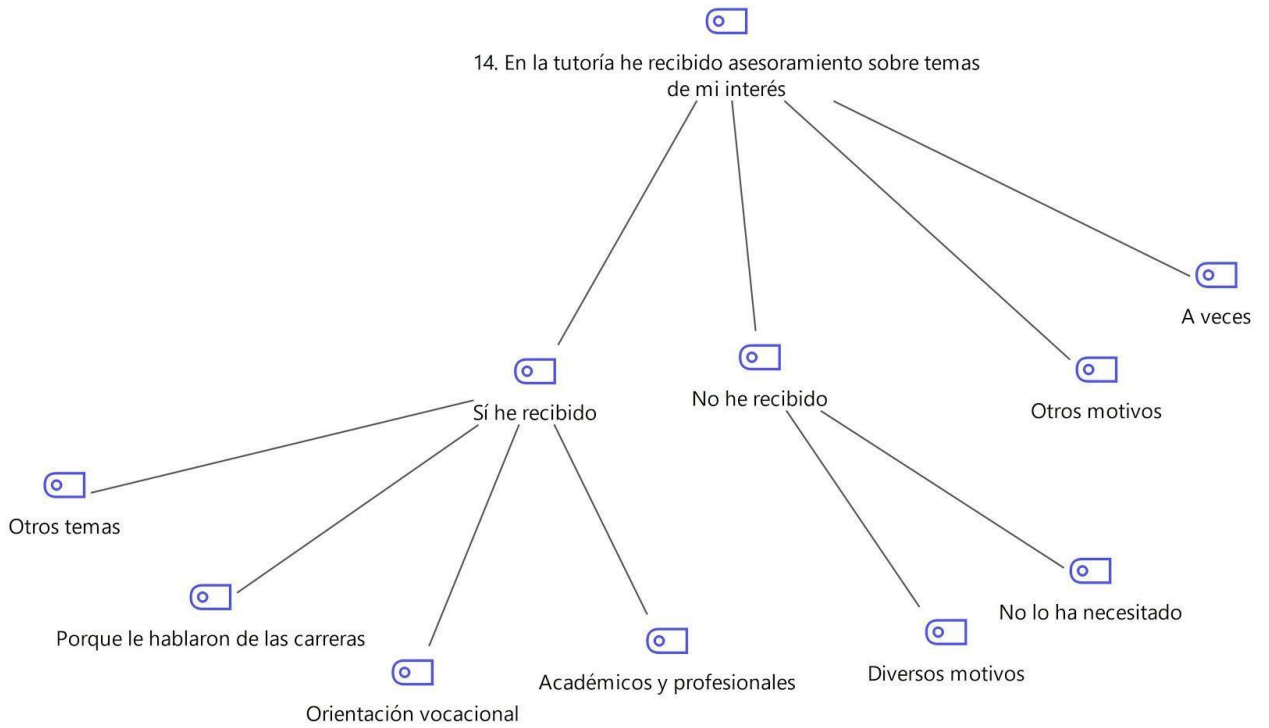 14. En la tutoría he recibido asesoramiento sobre temas
de mi interés
A veces
Sí he recibido
No he recibido
Otros motivos
Otros temas
Porque le hablaron de las carreras
Orientación vocacional
Académicos y profesionales
Diversos motivos
No lo ha necesitado